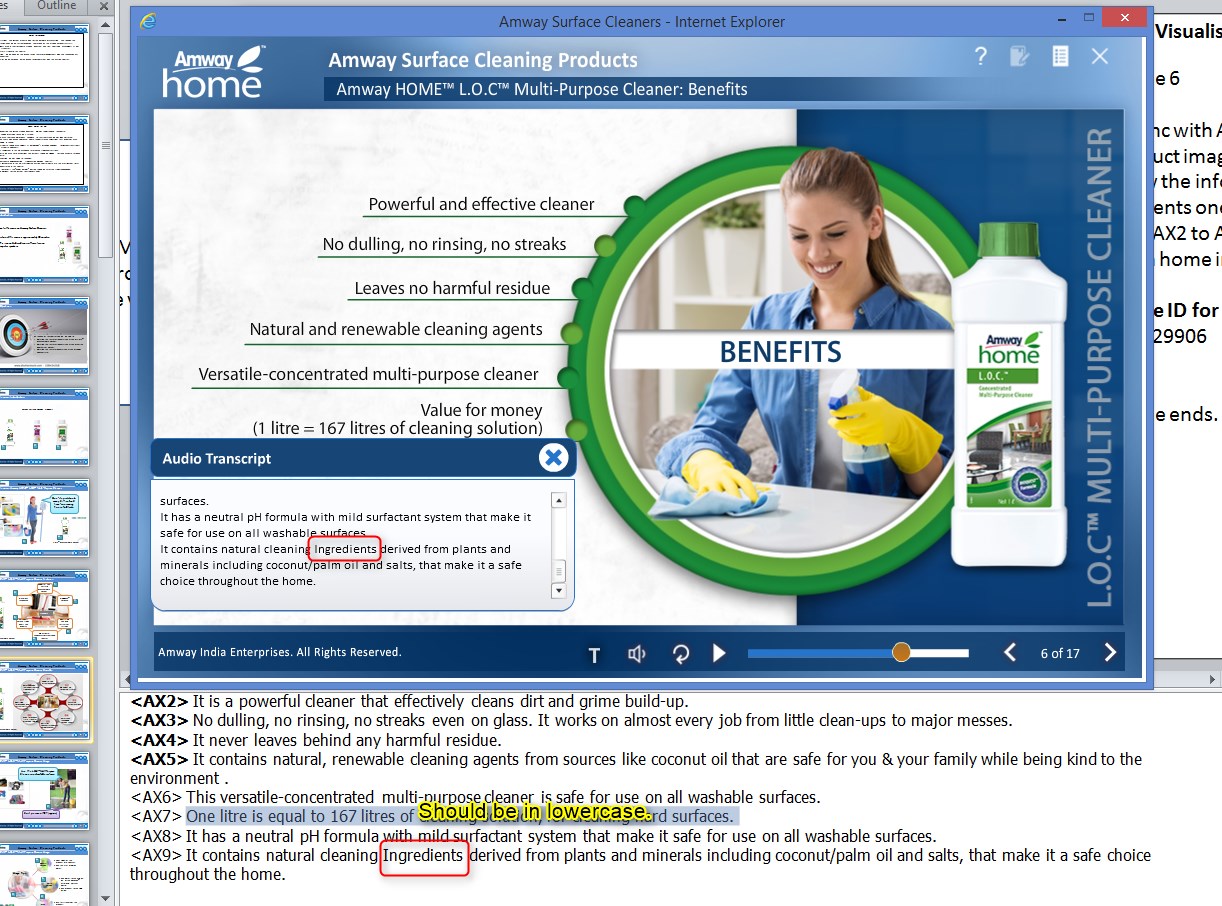 es Outline
Amway Surface Cleaners - Internet Explorer
Amway
home
Amway Surface Cleaning Products
Amway HOME™ L.O.C™ Multi-Purpose Cleaner: Benefits
?
Powerful and effective cleaner
No dulling, no rinsing, no streaks
Leaves no harmful residue
Natural and renewable cleaning agents
Versatile-concentrated multi-purpose cleaner
Value for money
(1 litre = 167 litres of cleaning solution)
BENEFITS
Amway
home
L.O.C.™
Concentrated
Multi-Purpose Cleaner
L.O.C™ MULTI-PURPOSE CLEANER
Audio Transcript
surfaces.
It has a neutral pH formula with mild surfactant system that make it
safe for use on all washable surfaces.
It contains natural cleaning Ingredients derived from plants and
minerals including coconut/palm oil and salts, that make it a safe
choice throughout the home.
Amway India Enterprises. All Rights Reserved.
T
6 of 17
Visualis
e 6
nc with A
uct imag
y the info
ents one
AX2 to A
home in
e ID for
29906
e ends.
<AX2> It is a powerful cleaner that effectively cleans dirt and grime build-up.
<AX3> No dulling, no rinsing, no streaks even on glass. It works on almost every job from little clean-ups to major messes.
<AX4> It never leaves behind any harmful residue.
<AX5> It contains natural, renewable cleaning agents from sources like coconut oil that are safe for you & your family while being kind to the
environment .
<AX6> This versatile-concentrated multi-purpose cleaner is safe for use on all washable surfaces.
<AX7> One litre is equal to 167 litres of surfaces.
Should be in lowercase.
<AX8> It has a neutral pH formula with mild surfactant system that make it safe for use on all washable surfaces.
<AX9> It contains natural cleaning Ingredients derived from plants and minerals including coconut/palm oil and salts, that make it a safe choice
throughout the home.